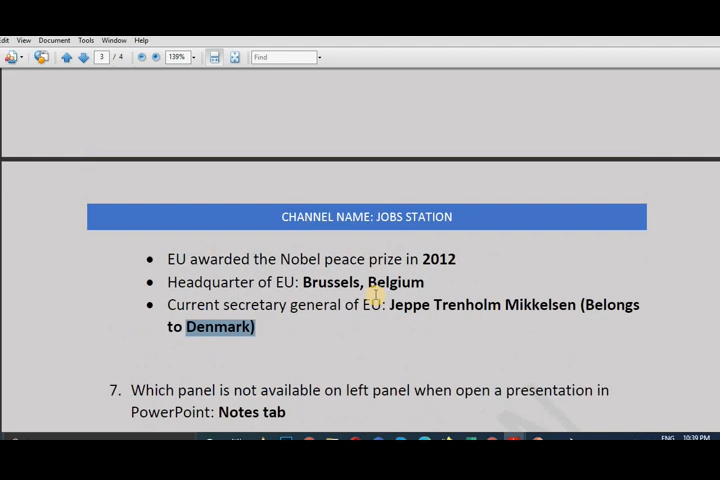 dit View Document Tools Window Help
3 / 4 139% Find
CHANNEL NAME: JOBS STATION
• EU awarded the Nobel peace prize in 2012
• Headquarter of EU: Brussels, Belgium
• Current secretary general of EU: Jeppe Trenholm Mikkelsen (Belongs
to Denmark)
7. Which panel is not available on left panel when open a presentation in
PowerPoint: Notes tab
ENG 10:39 PM